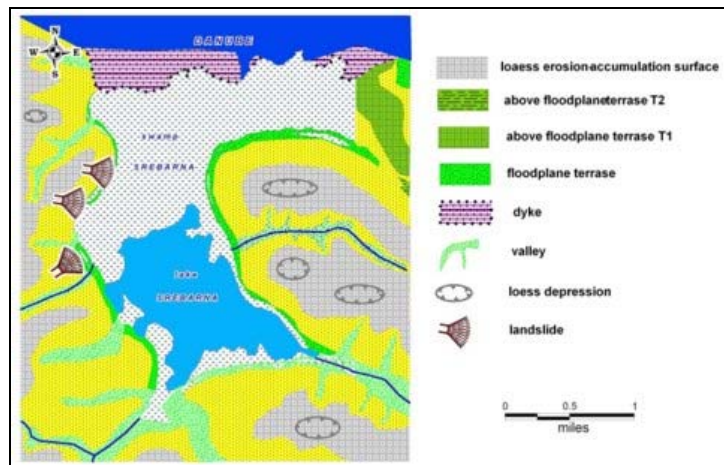 N
W E
S
DANUBE
swamp
SREBARNA
lake
SREBARNA
loaess erosion-accumulation surface
above floodplaneterrase T2
above floodplane terrase T1
floodplane terrase
dyke
valley
loess depression
landslide
0 0.5 1
miles